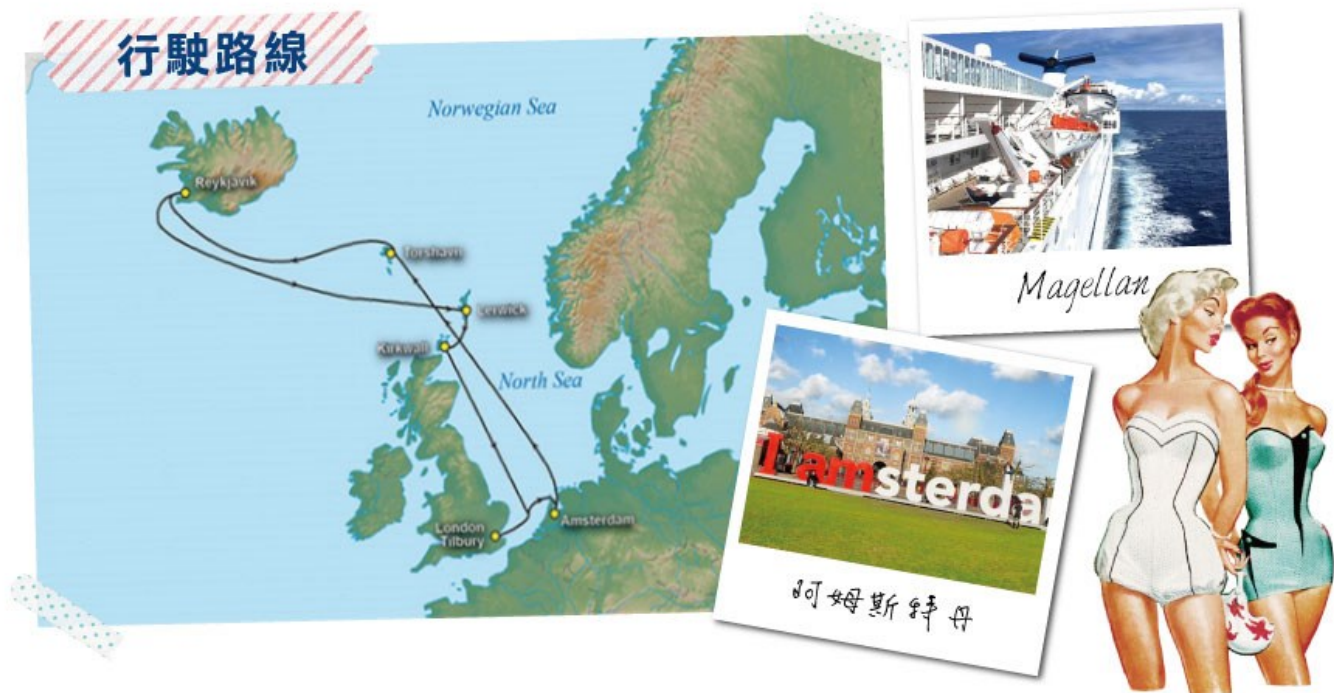 行駛路線
Norwegian Sea
Reykjavik
Torshavn
Lerwick
Kirkwall
North Sea
London
Tilbury
Amsterdam
Magellan
I amsterda
阿姆斯特丹